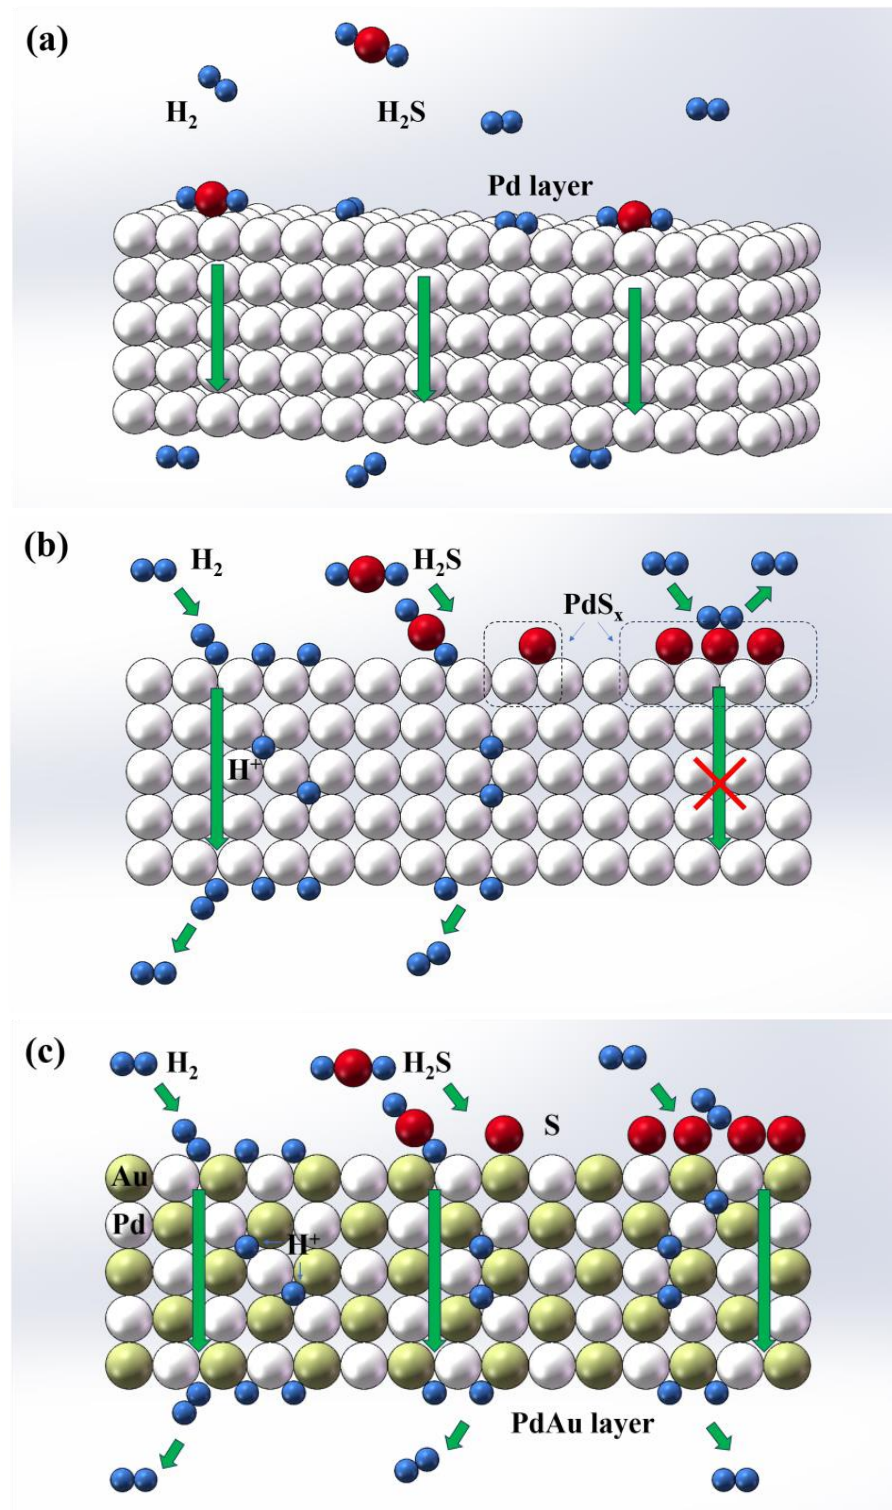 (a)
H₂
H₂S
Pd layer
(b)
H₂
H₂S
PdSₓ
H⁺
(c)
H₂
H₂S
S
Au
Pd
H⁺
PdAu layer